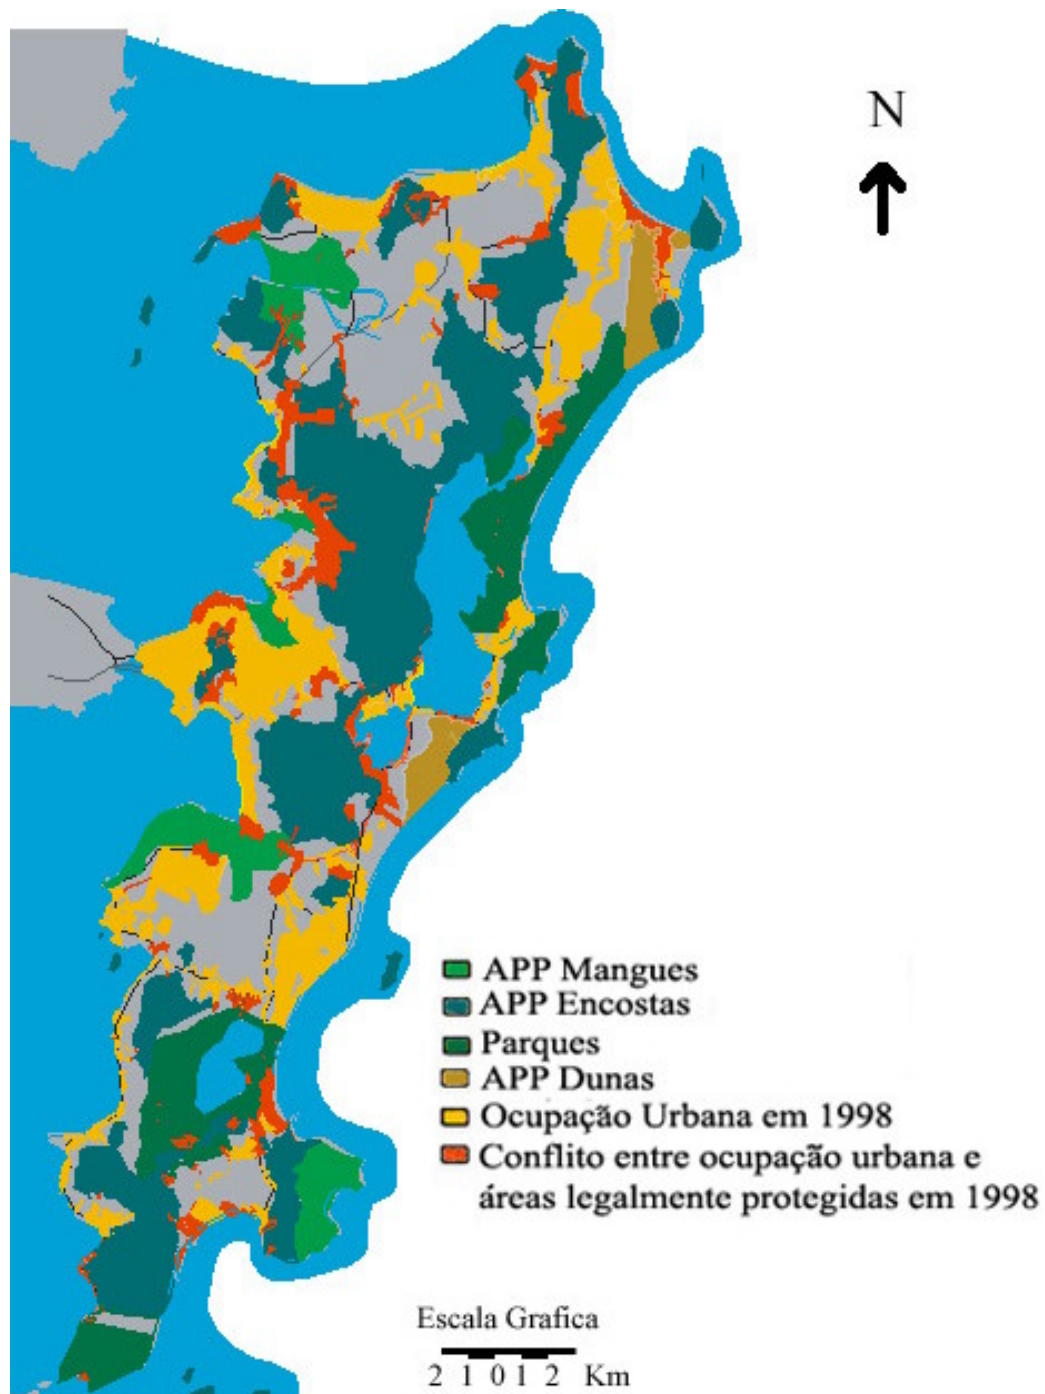 N
APP Mangues
APP Encostas
Parques
APP Dunas
Ocupação Urbana em 1998
Conflito entre ocupação urbana e
áreas legalmente protegidas em 1998
Escala Grafica
2 1 0 1 2 Km